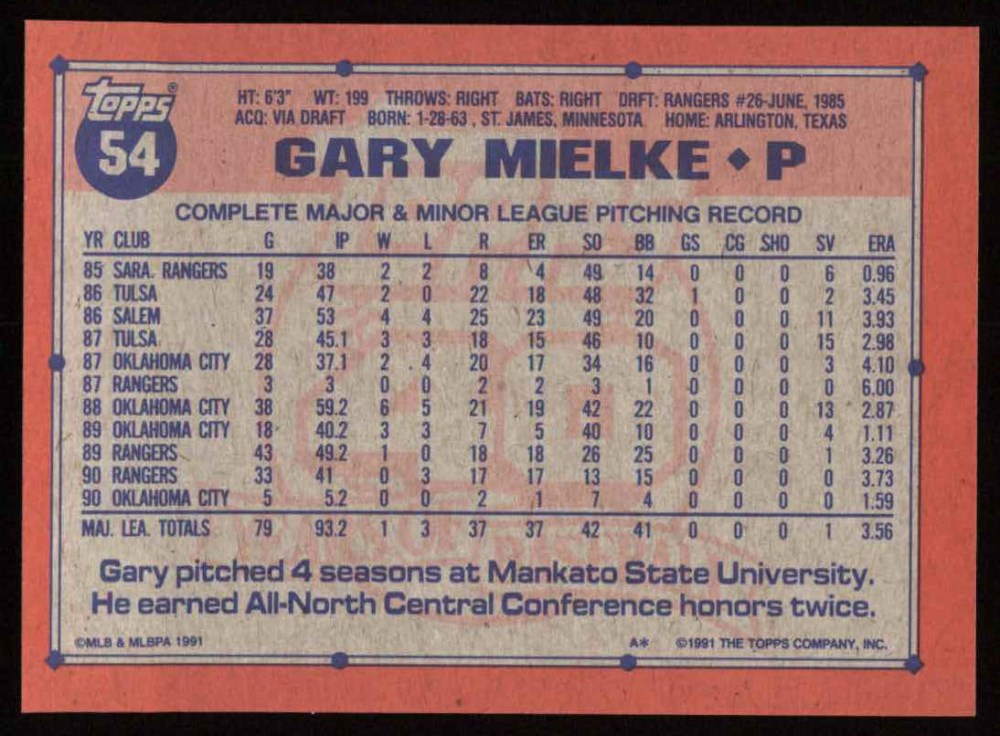 topps®
54
HT: 6'3" WT: 199 THROWS: RIGHT BATS: RIGHT DRFT: RANGERS #26-JUNE, 1985
ACQ: VIA DRAFT BORN: 1-28-63 , ST. JAMES, MINNESOTA HOME: ARLINGTON, TEXAS
GARY MIELKE ◆ P
COMPLETE MAJOR & MINOR LEAGUE PITCHING RECORD
YR CLUB G IP W L R ER SO BB GS CG SHO SV ERA
85 SARA. RANGERS 19 38 2 2 8 4 49 14 0 0 0 6 0.96
86 TULSA 24 47 2 0 22 18 48 32 1 0 0 2 3.45
86 SALEM 37 53 4 4 25 23 49 20 0 0 0 11 3.93
87 TULSA 28 45.1 3 3 18 15 46 10 0 0 0 15 2.98
87 OKLAHOMA CITY 28 37.1 2 4 20 17 34 16 0 0 0 3 4.10
87 RANGERS 3 3 0 0 2 2 3 1 0 0 0 0 6.00
88 OKLAHOMA CITY 38 59.2 6 5 21 19 42 22 0 0 0 13 2.87
89 OKLAHOMA CITY 18 40.2 3 3 7 5 40 10 0 0 0 4 1.11
89 RANGERS 43 49.2 1 0 18 18 26 25 0 0 0 1 3.26
90 RANGERS 33 41 0 3 17 17 13 15 0 0 0 0 3.73
90 OKLAHOMA CITY 5 5.2 0 0 2 1 7 4 0 0 0 0 1.59
MAJ. LEA. TOTALS 79 93.2 1 3 37 37 42 41 0 0 0 1 3.56
Gary pitched 4 seasons at Mankato State University.
He earned All-North Central Conference honors twice.
©MLB & MLBPA 1991 A* ©1991 THE TOPPS COMPANY, INC.